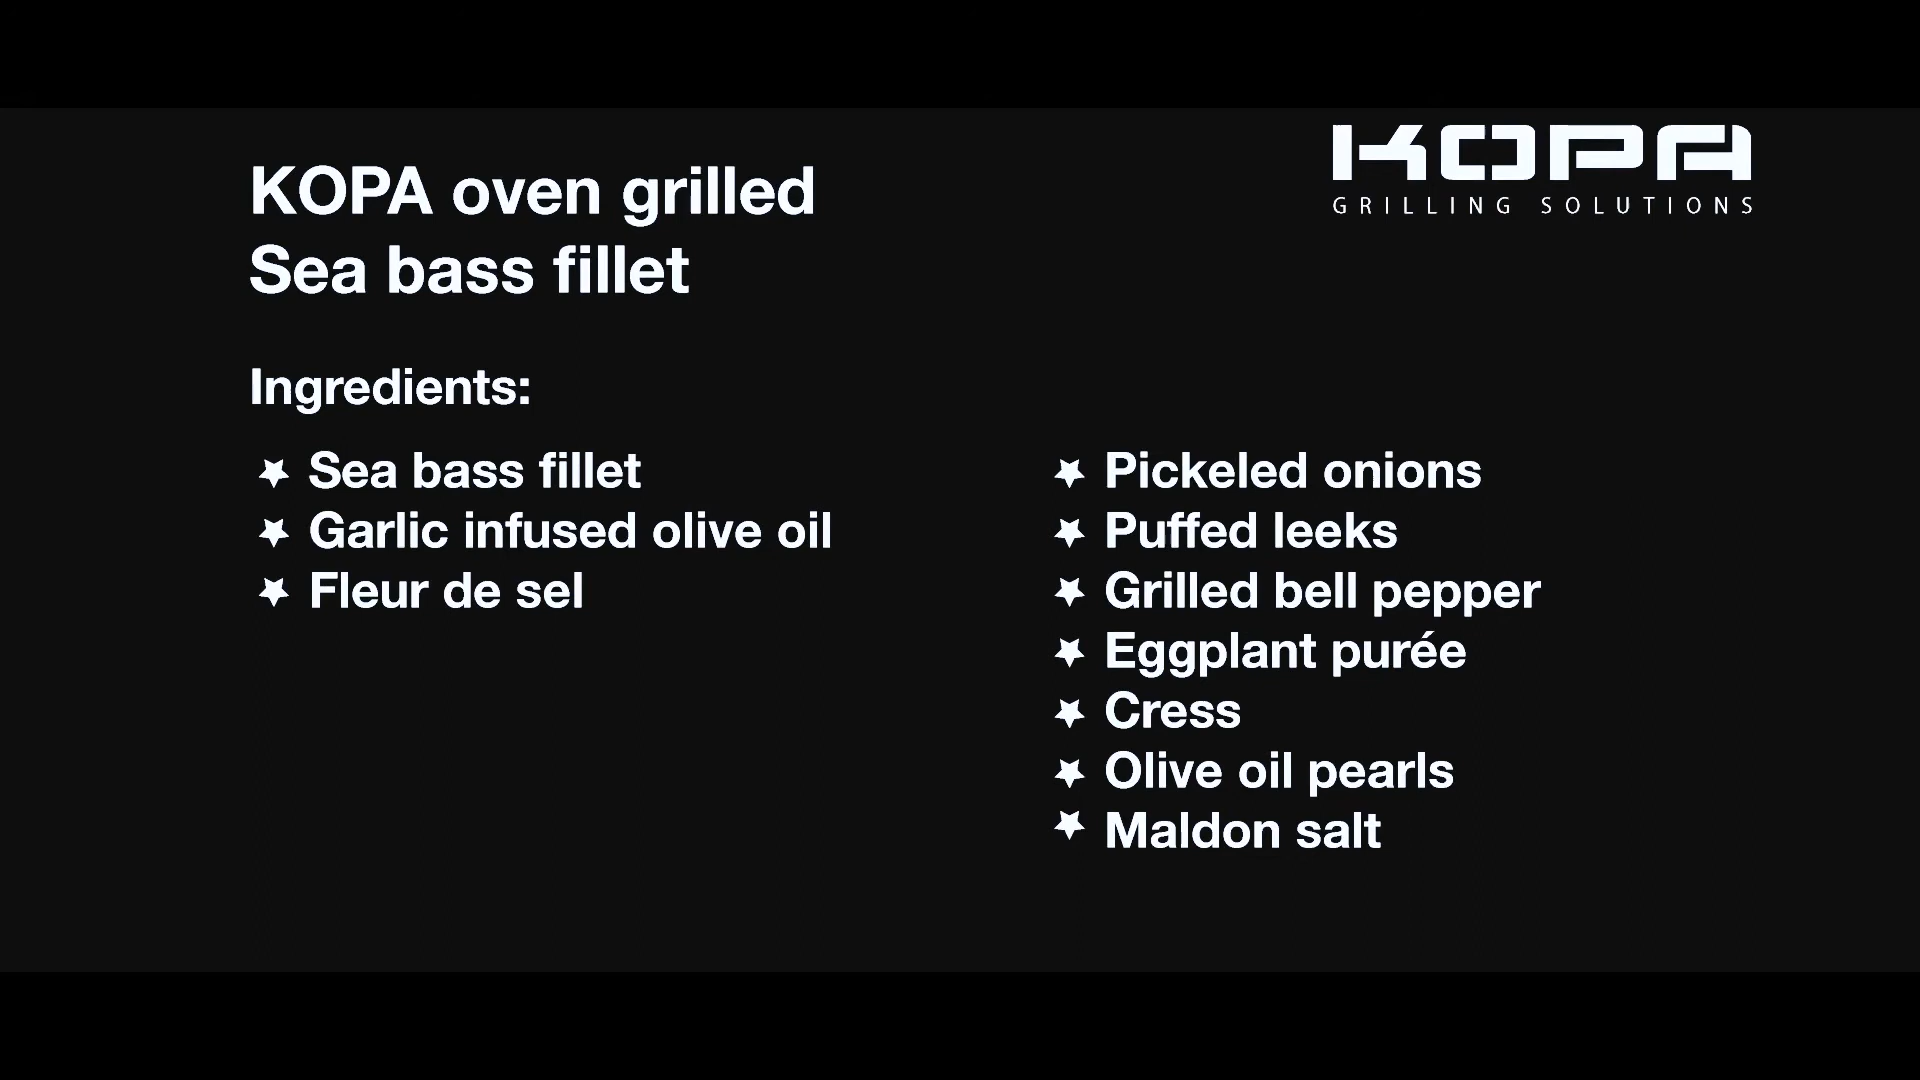 KOPA oven grilled
Sea bass fillet
KOPA
GRILLING SOLUTIONS
Ingredients:
Sea bass fillet
Garlic infused olive oil
Fleur de sel
Pickeled onions
Puffed leeks
Grilled bell pepper
Eggplant purée
Cress
Olive oil pearls
Maldon salt